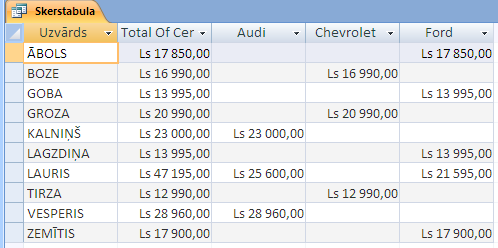 Skerstabula
Uzvārds Total Of Cer Audi Chevrolet Ford
ĀBOLS Ls 17 850,00 Ls 17 850,00
BOZE Ls 16 990,00 Ls 16 990,00
GOBA Ls 13 995,00 Ls 13 995,00
GROZA Ls 20 990,00 Ls 20 990,00
KALNIŅŠ Ls 23 000,00 Ls 23 000,00
LAGZDIŅA Ls 13 995,00 Ls 13 995,00
LAURIS Ls 47 195,00 Ls 25 600,00 Ls 21 595,00
TIRZA Ls 12 990,00 Ls 12 990,00
VESPERIS Ls 28 960,00 Ls 28 960,00
ZEMĪTIS Ls 17 900,00 Ls 17 900,00